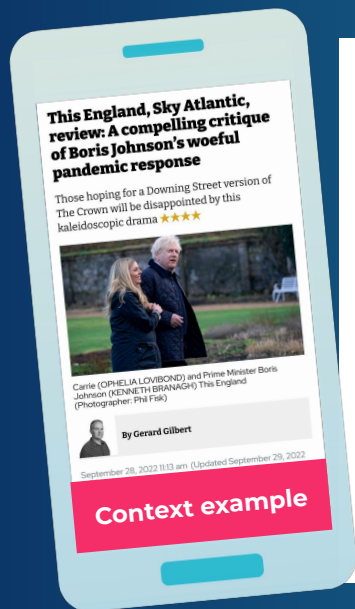 This England, Sky Atlantic,
review: A compelling critique
of Boris Johnson's woeful
pandemic response
Those hoping for a Downing Street version of
The Crown will be disappointed by this
kaleidoscopic drama ★★★★
Carrie (OPHELIA LOVIBOND) and Prime Minister Boris
Johnson (KENNETH BRANAGH) This England
(Photographer: Phil Fisk)
By Gerard Gilbert
September 28, 2022 11:13 am (Updated September 29, 2022
Context example